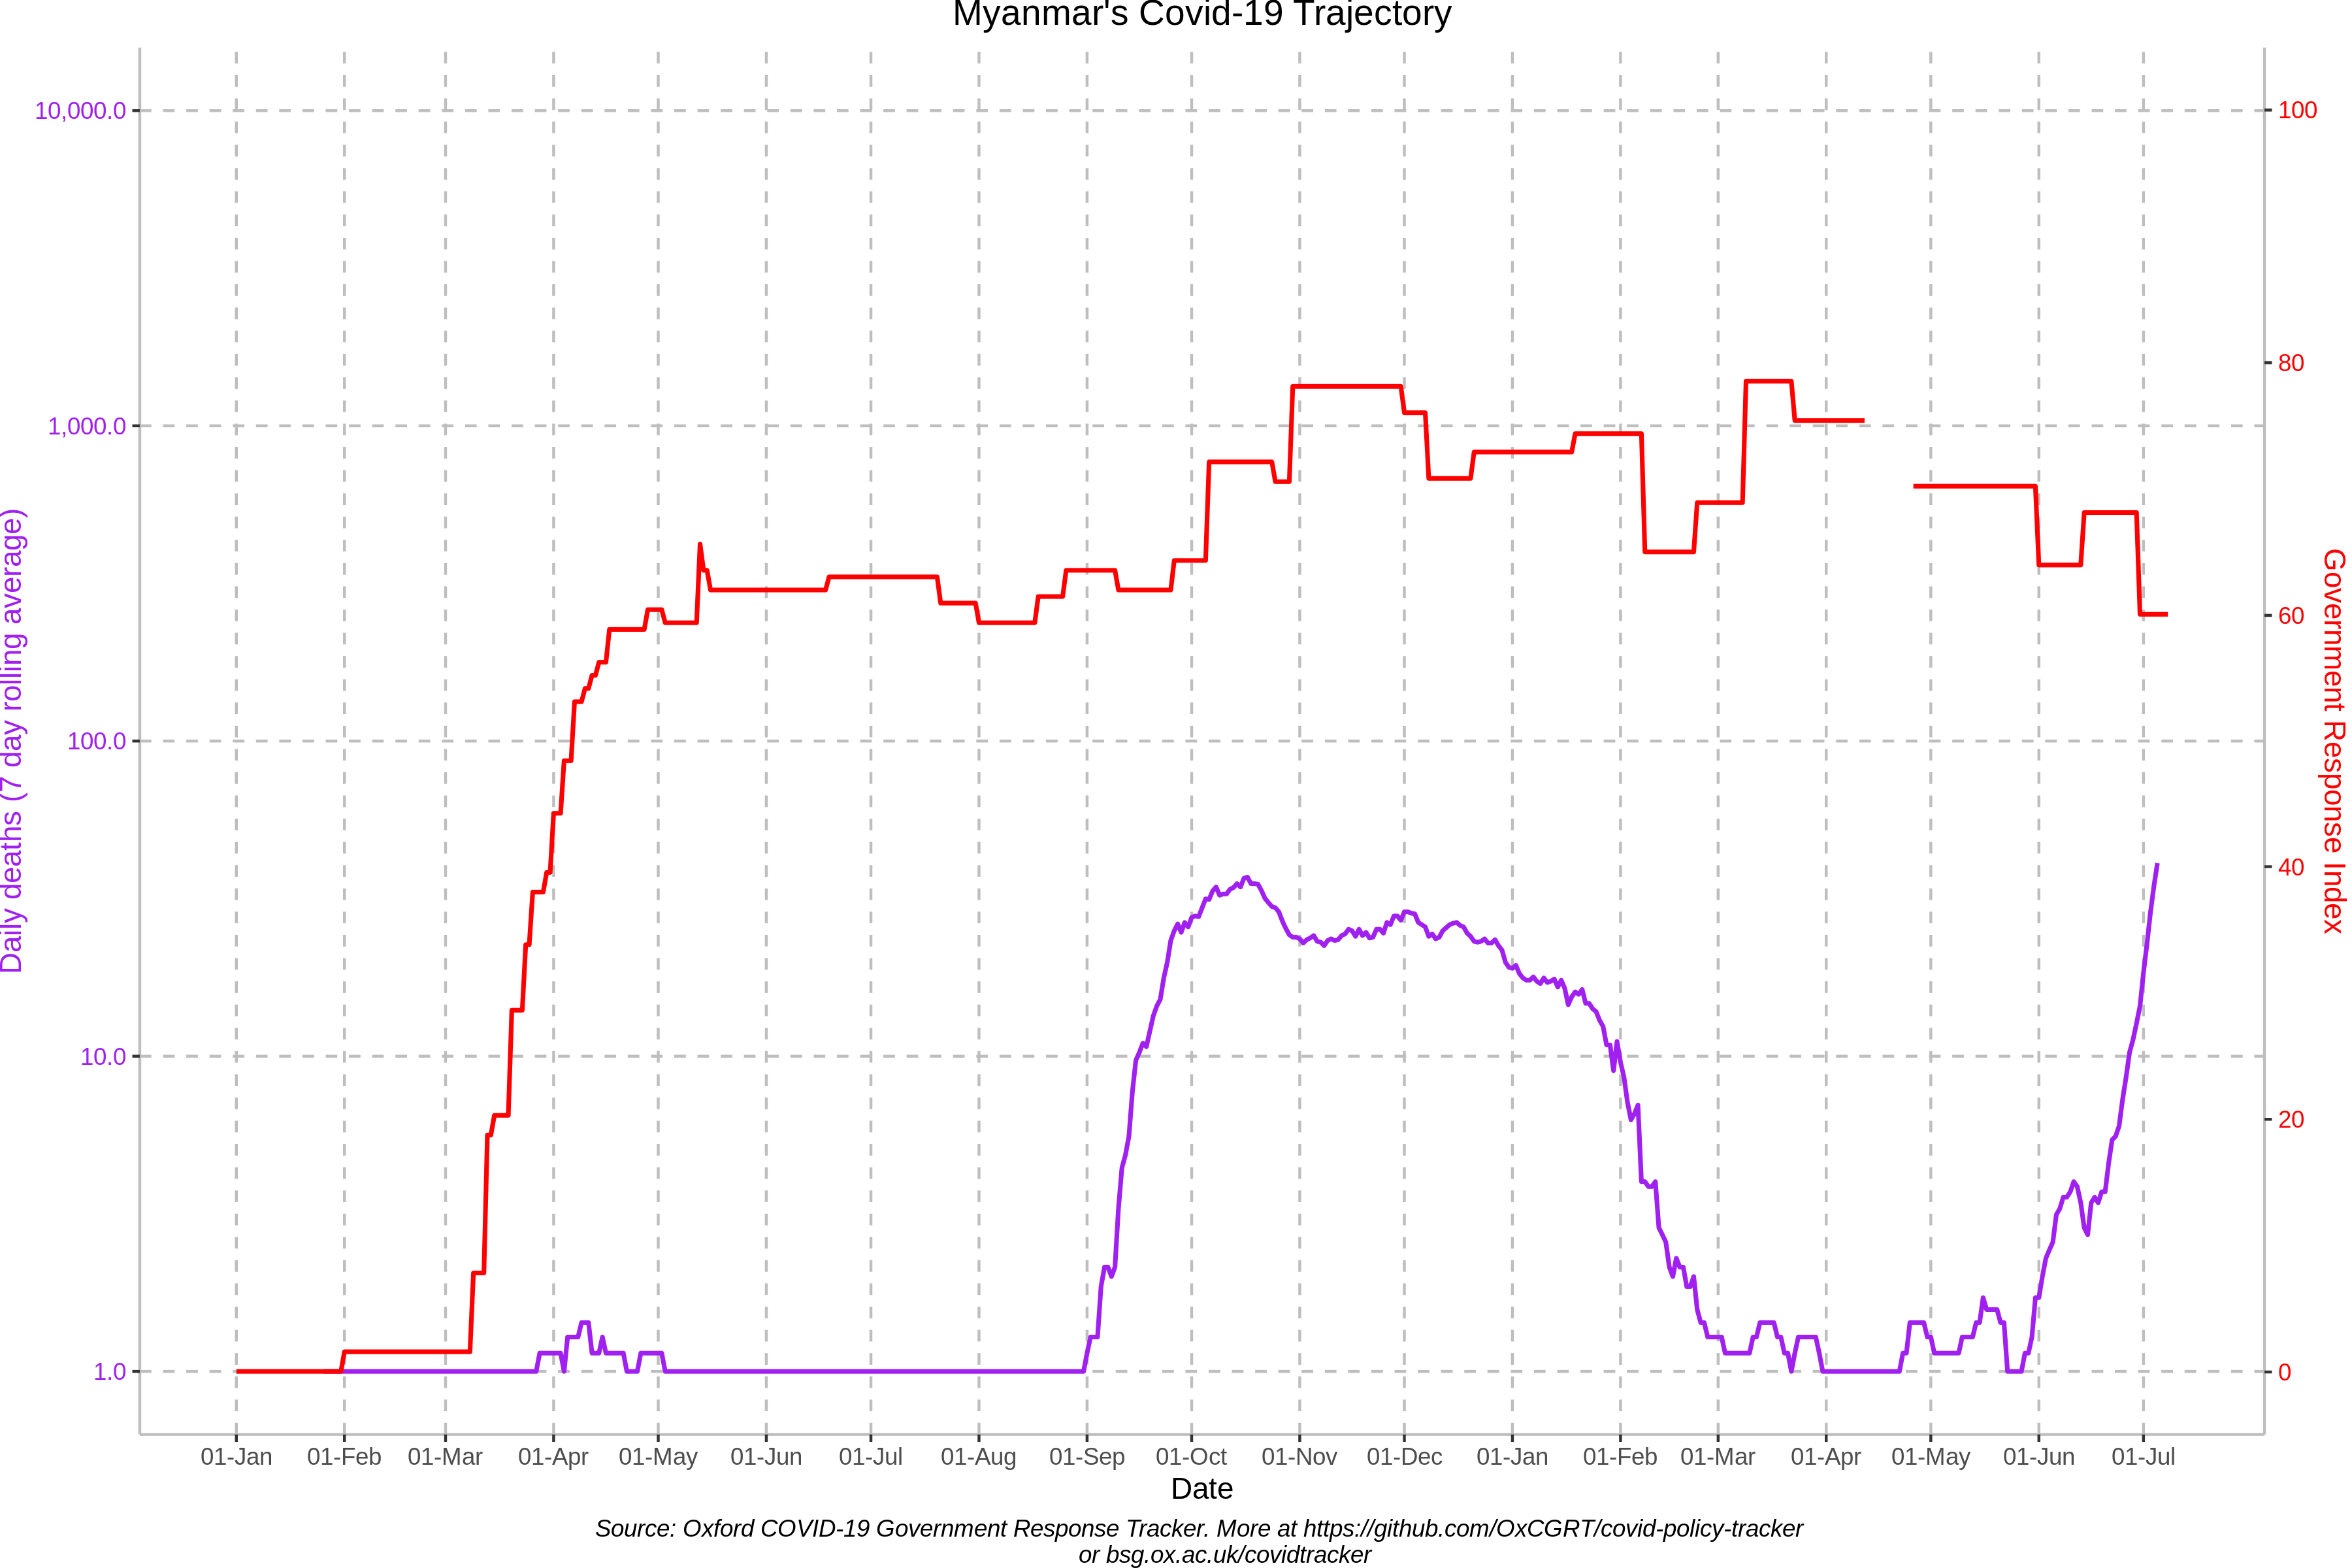 Myanmar's Covid-19 Trajectory
10,000.0
1,000.0
100.0
10.0
1.0
Daily deaths (7 day rolling average)
100
80
60
40
20
0
Government Response Index
01-Jan 01-Feb 01-Mar 01-Apr 01-May 01-Jun 01-Jul 01-Aug 01-Sep 01-Oct 01-Nov 01-Dec 01-Jan 01-Feb 01-Mar 01-Apr 01-May 01-Jun 01-Jul
Date
Source: Oxford COVID-19 Government Response Tracker. More at https://github.com/OxCGRT/covid-policy-tracker
or bsg.ox.ac.uk/covidtracker